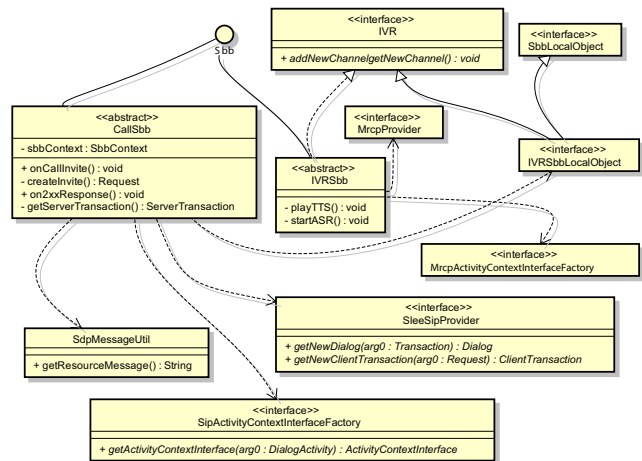 <<interface>>
IVR
+ addNewChannelgetNewChannel() : void
<<interface>>
SbbLocalObject
Sbb
<<abstract>>
CallSbb
- sbbContext : SbbContext
+ onCallInvite() : void
- createInvite() : Request
+ on2xxResponse() : void
- getServerTransaction() : ServerTransaction
<<interface>>
MrcpProvider
<<abstract>>
IVRSbb
- playTTS() : void
- startASR() : void
<<interface>>
IVRSbbLocalObject
<<interface>>
MrcpActivityContextInterfaceFactory
<<interface>>
SleeSipProvider
+ getNewDialog(arg0 : Transaction) : Dialog
+ getNewClientTransaction(arg0 : Request) : ClientTransaction
SdpMessageUtil
+ getResourceMessage() : String
<<interface>>
SipActivityContextInterfaceFactory
+ getActivityContextInterface(arg0 : DialogActivity) : ActivityContextInterface